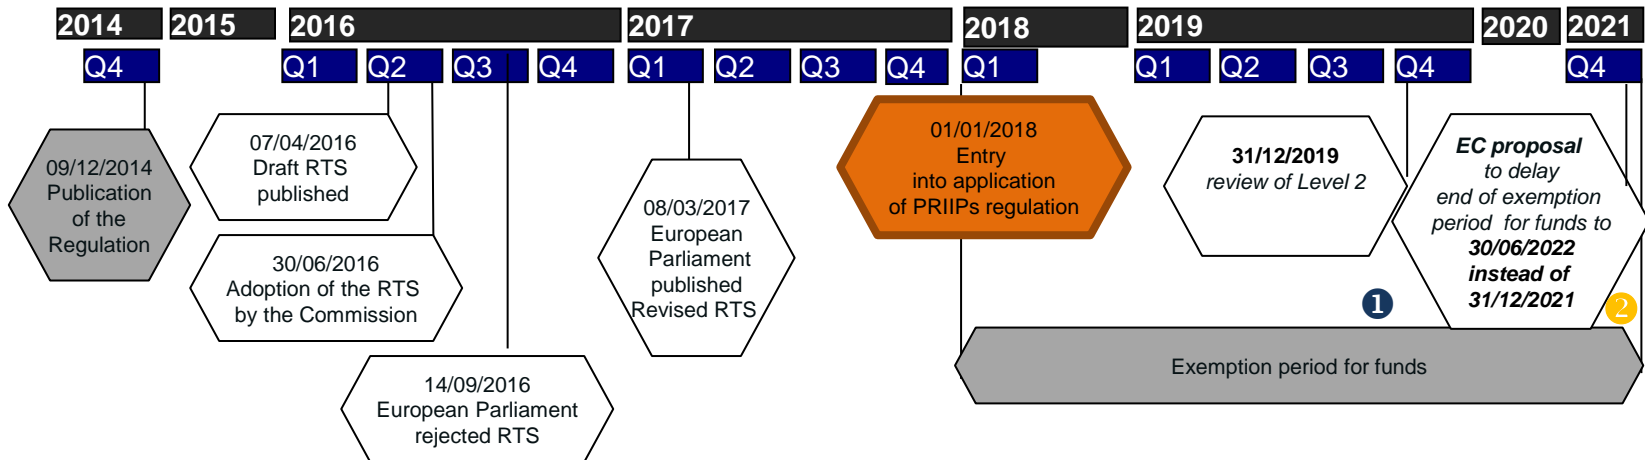 2014
2015
2016
2017
2018
2019
2020
2021
Q4
Q1
Q2
Q3
Q4
Q1
Q2
Q3
Q4
Q1
Q1
Q2
Q3
Q4
Q4
09/12/2014
Publication
of the
Regulation
07/04/2016
Draft RTS
published
30/06/2016
Adoption of the RTS
by the Commission
14/09/2016
European Parliament
rejected RTS
08/03/2017
European
Parliament
published
Revised RTS
01/01/2018
Entry
into application
of PRIIPs regulation
31/12/2019
review of Level 2
EC proposal
to delay
end of exemption
period for funds to
30/06/2022
instead of
31/12/2021
1
2
Exemption period for funds